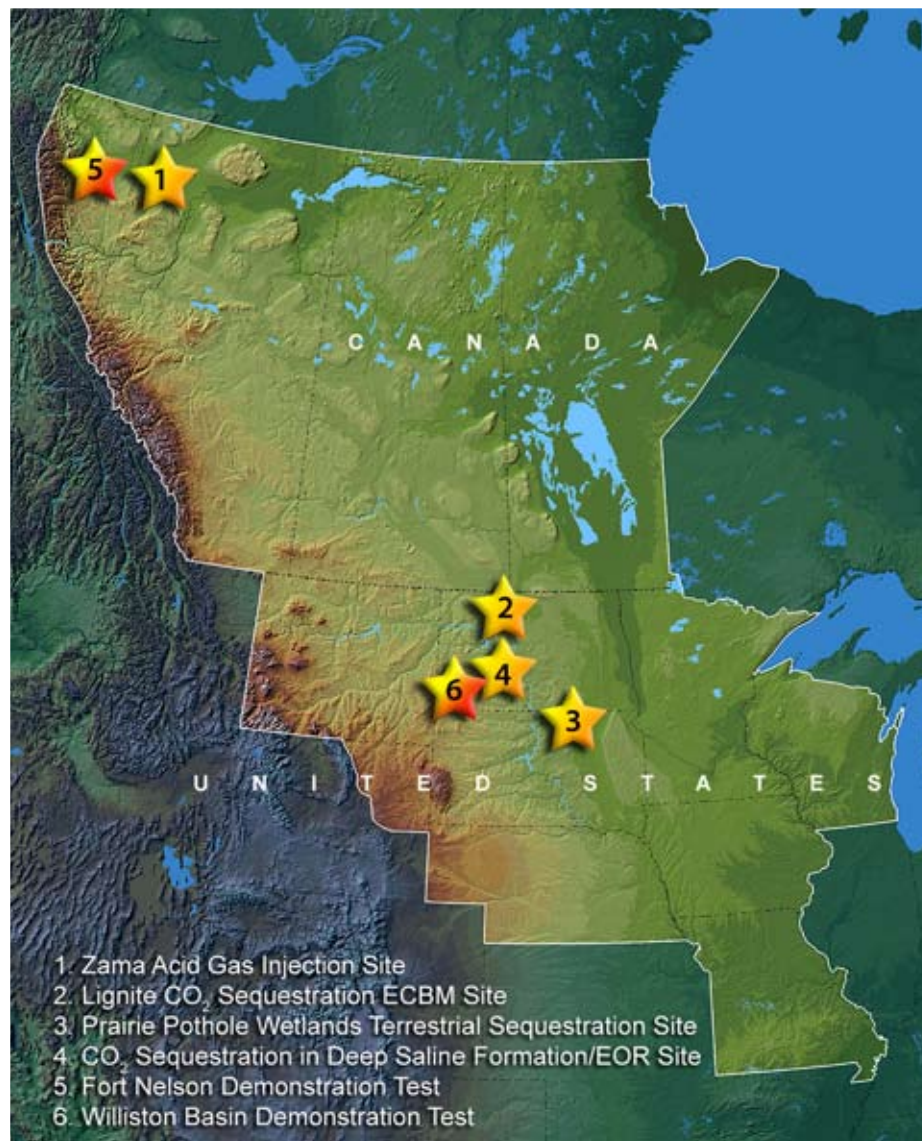 5
1
C A N A D A
2
4
6
3
U N I T E D S T A T E S
1. Zama Acid Gas Injection Site
2. Lignite CO₂ Sequestration ECBM Site
3. Prairie Pothole Wetlands Terrestrial Sequestration Site
4. CO₂ Sequestration in Deep Saline Formation/EOR Site
5. Fort Nelson Demonstration Test
6. Williston Basin Demonstration Test